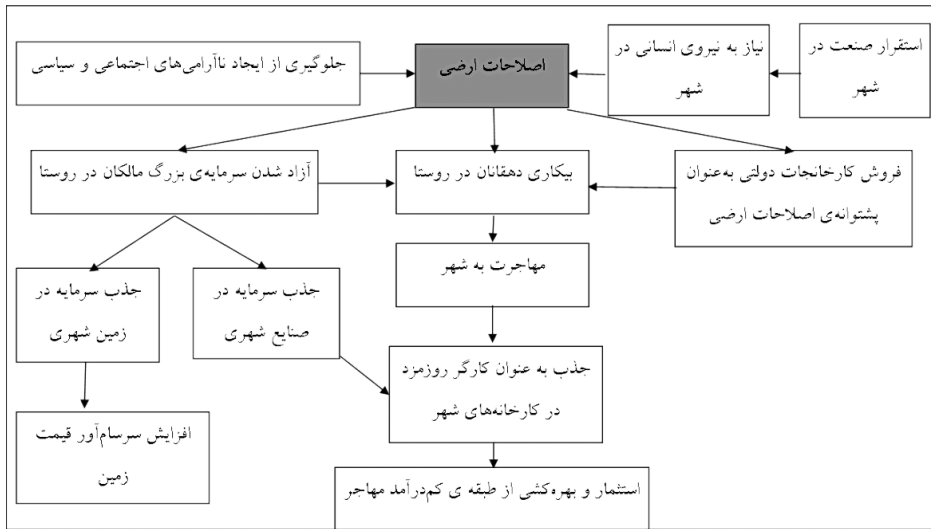 استقرار صنعت در
شهر
نیاز به نیروی انسانی در
شهر
اصلاحات ارضی
جلوگیری از ایجاد ناآرامی‌های اجتماعی و سیاسی
فروش کارخانجات دولتی به‌عنوان
پشتوانه‌ی اصلاحات ارضی
بیکاری دهقانان در روستا
آزاد شدن سرمایه‌ی بزرگ مالکان در روستا
مهاجرت به شهر
جذب سرمایه در
صنایع شهری
جذب سرمایه در
زمین شهری
جذب به عنوان کارگر روزمزد
در کارخانه‌های شهر
افزایش سرسام‌آور قیمت
زمین
استثمار و بهره‌کشی از طبقه ی کم‌درآمد مهاجر